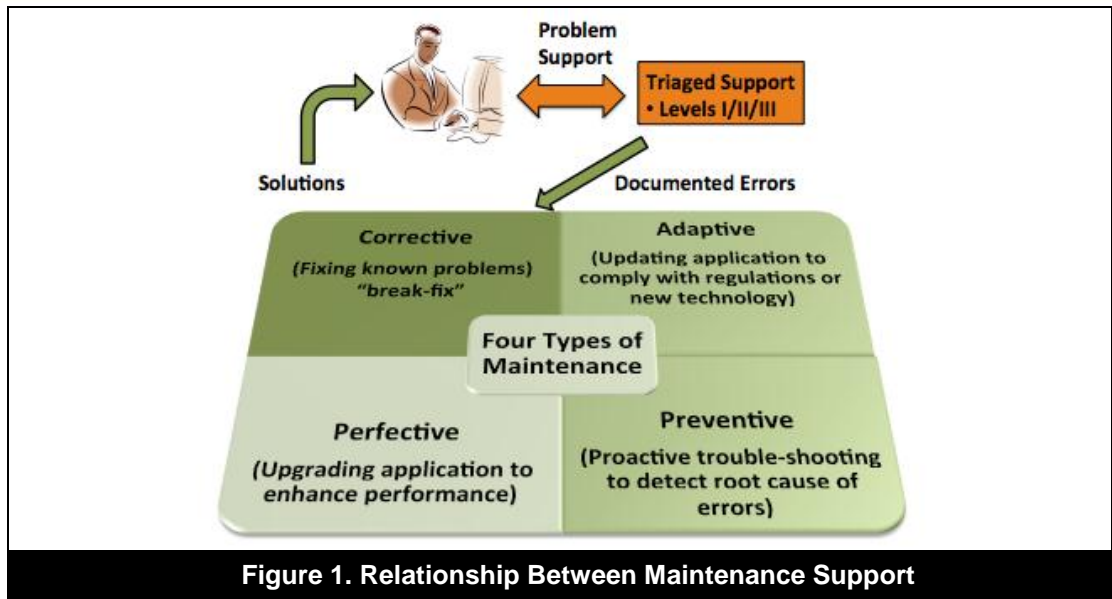 Problem
Support
Triaged Support
• Levels I/II/III
Solutions
Documented Errors
Corrective
(Fixing known problems)
"break-fix"
Adaptive
(Updating application to
comply with regulations or
new technology)
Four Types of
Maintenance
Perfective
(Upgrading application to
enhance performance)
Preventive
(Proactive trouble-shooting
to detect root cause of
errors)
Figure 1. Relationship Between Maintenance Support